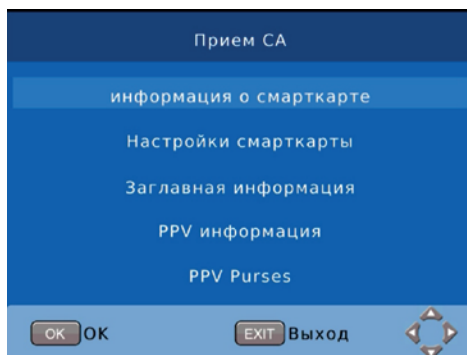 Прием CA
информация о смарткарте
Настройки смарткарты
Заглавная информация
PPV информация
PPV Purses
OK OK EXIT Выход